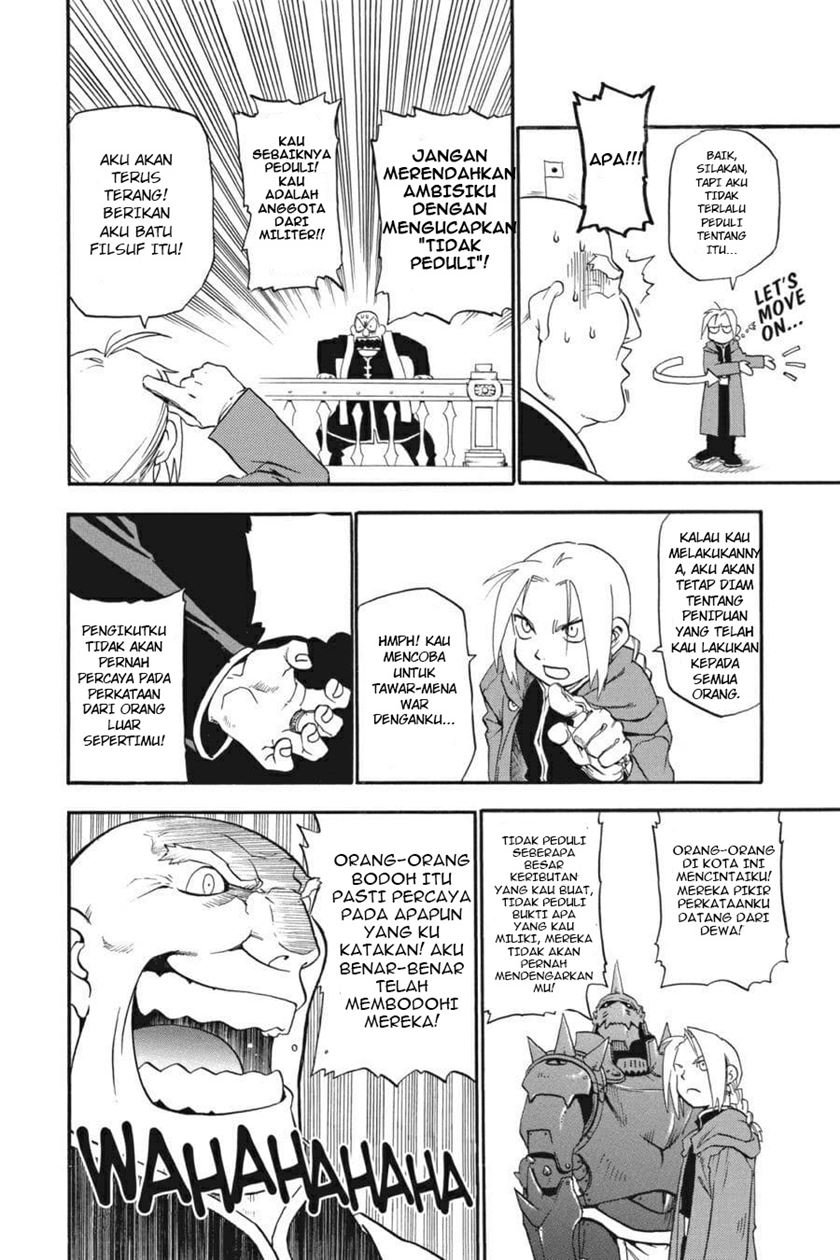 BAIK,
SILAKAN,
TAPI AKU
TIDAK
TERLALU
PEDULI
TENTANG
ITU...
LET'S
MOVE
ON...
APA!!!
JANGAN
MERENDAHKAN
AMBISIKU
DENGAN
MENGUCAPKAN
"TIDAK
PEDULI"!
KAU
SEBAIKNYA
PEDULI!
KAU
ADALAH
ANGGOTA
DARI
MILITER!!
AKU AKAN
TERUS
TERANG!
BERIKAN
AKU BATU
FILSUF ITU!
KALAU KAU
MELAKUKANNY
A, AKU AKAN
TETAP DIAM
TENTANG
PENIPUAN
YANG TELAH
KAU LAKUKAN
KEPADA
SEMUA
ORANG.
HMPH! KAU
MENCOBA
UNTUK
TAWAR-MENA
WAR
DENGANKU...
PENGIKUTKU
TIDAK AKAN
PERNAH
PERCAYA PADA
PERKATAAN
DARI ORANG
LUAR
SEPERTIMU!
ORANG-ORANG
DI KOTA INI
MENCINTAIKU!
MEREKA PIKIR
PERKATAANKU
DATANG DARI
DEWA!
TIDAK PEDULI
SEBERAPA
BESAR
KERIBUTAN
YANG KAU BUAT,
TIDAK PEDULI
BUKTI APA
YANG KAU
MILIKI, MEREKA
TIDAK AKAN
PERNAH
MENDENGARKAN
MU!
ORANG-ORANG
BODOH ITU
PASTI PERCAYA
PADA APAPUN
YANG KU
KATAKAN! AKU
BENAR-BENAR
TELAH
MEMBODOHI
MEREKA!
WAHAHAHAHAHA